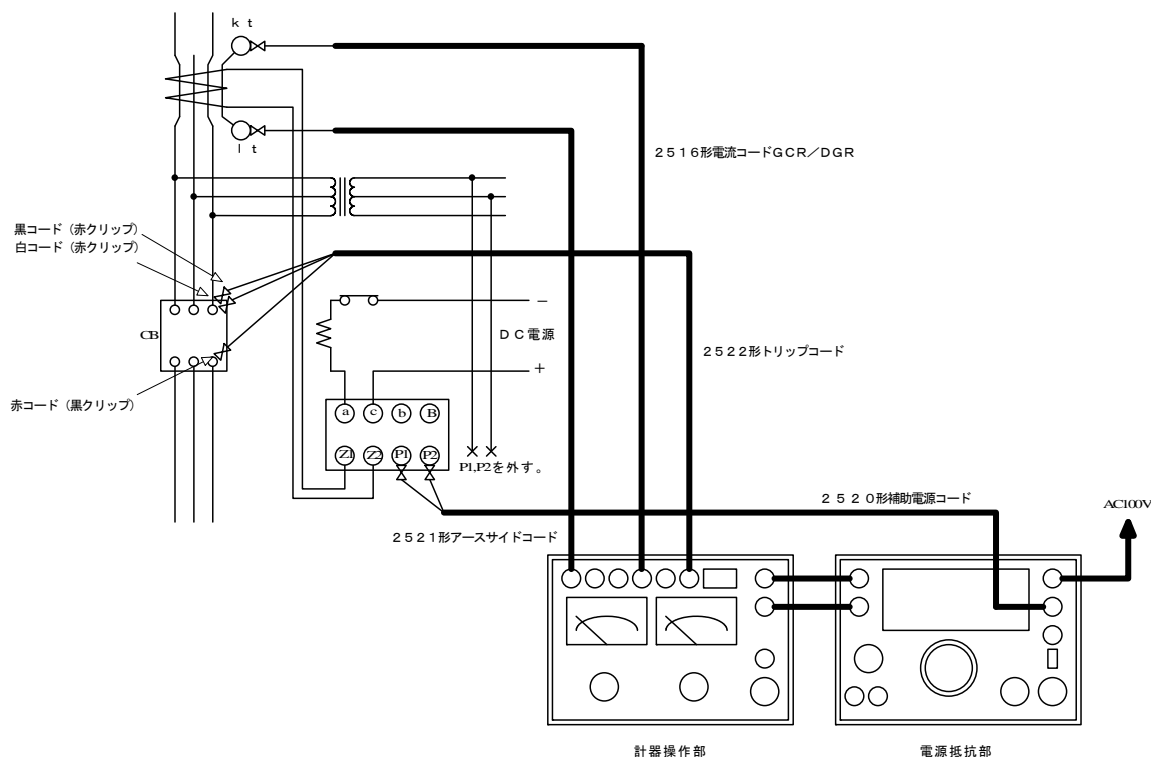 ｋ ｔ
ｌ ｔ
２５１６形電流コードＧＣＲ／ＤＧＲ
黒コード（赤クリップ）
白コード（赤クリップ）
CB
－
ＤＣ電源
＋
２５２２形トリップコード
赤コード（黒クリップ）
a c b B
Z1 Z2 P1 P2
P1,P2を外す。
２５２０形補助電源コード
AC100V
２５２１形アースサイドコード
計器操作部
電源抵抗部